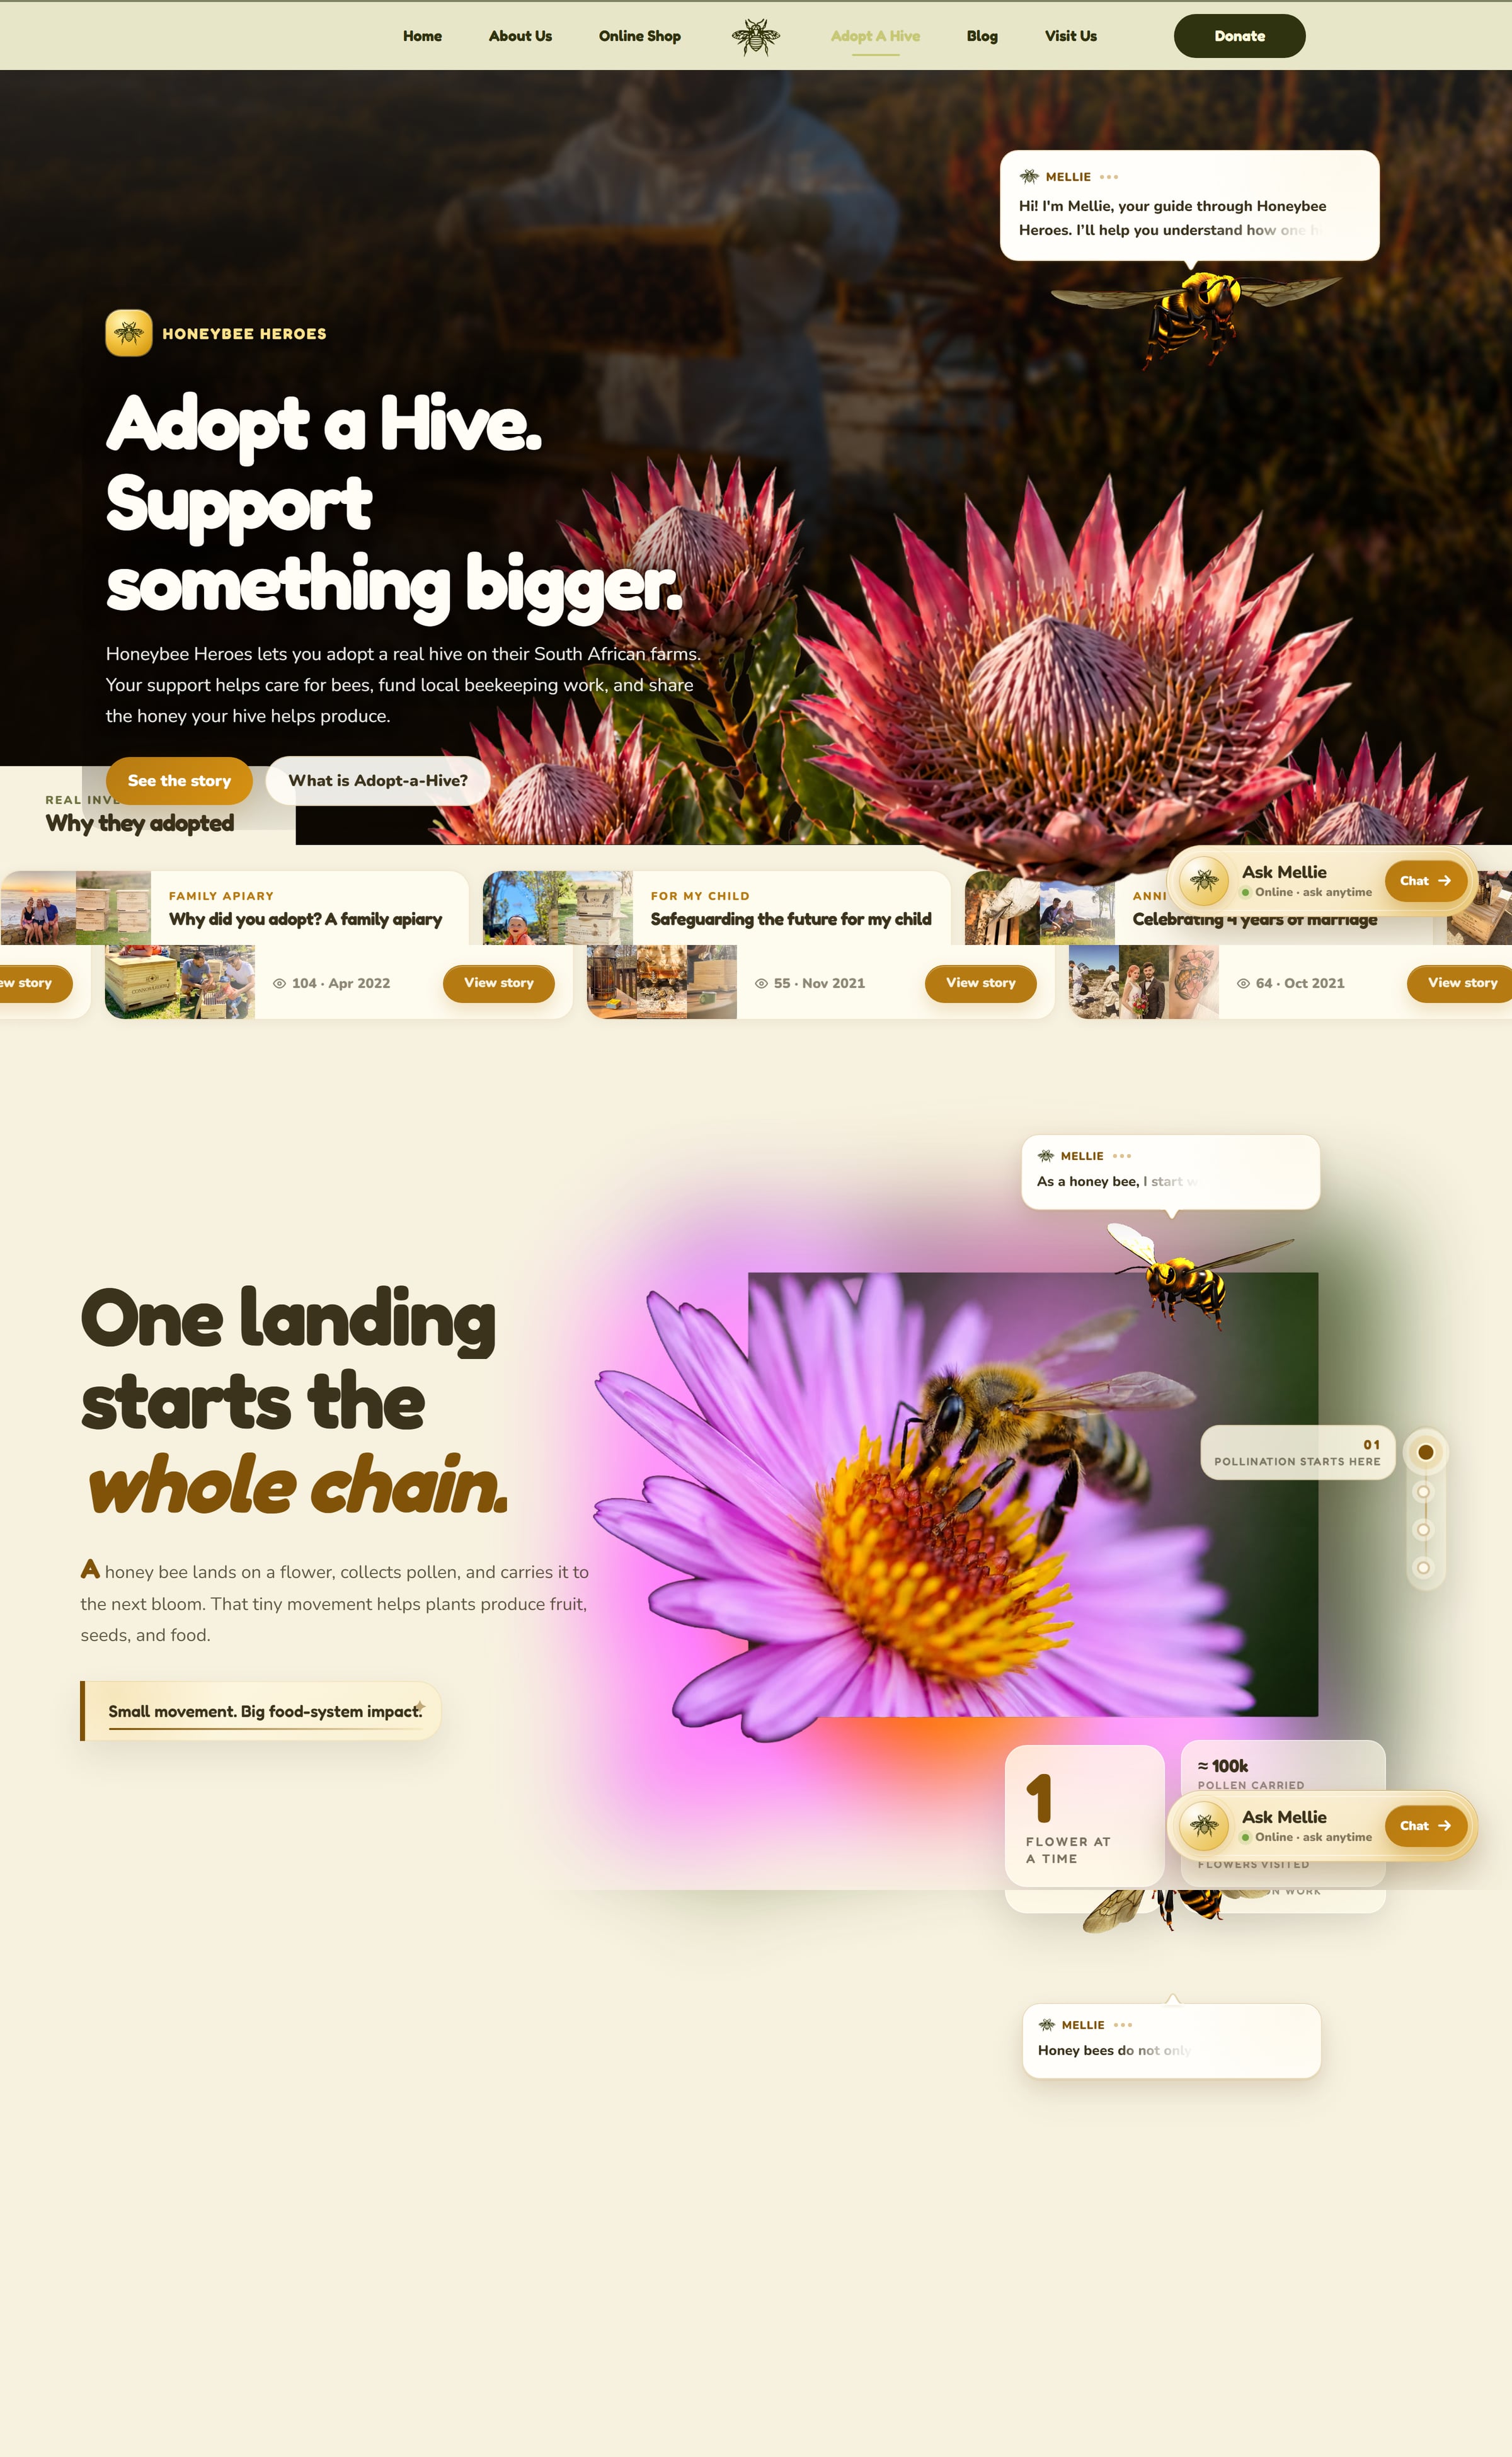 Home
About Us
Online Shop
Adopt A Hive
Blog
Visit Us
Donate
MELLIE
Hi! I'm Mellie, your guide through Honeybee
Heroes. I'll help you understand how one
HONEYBEE HEROES
Adopt a Hive.
Support
something bigger.
Honeybee Heroes lets you adopt a real hive on their South African farms.
Your support helps care for bees, fund local beekeeping work, and share
the honey your hive helps produce.
See the story
What is Adopt-a-Hive?
REAL INVE
Why they adopted
Ask Mellie
Online · ask anytime
Chat →
FAMILY APIARY
Why did you adopt? A family apiary
FOR MY CHILD
Safeguarding the future for my child
ANNI
Celebrating 4 years of marriage
ew story
104 · Apr 2022
View story
55 · Nov 2021
View story
64 · Oct 2021
View story
MELLIE
As a honey bee, I start w
One landing
starts the
whole chain.
01
POLLINATION STARTS HERE
A honey bee lands on a flower, collects pollen, and carries it to
the next bloom. That tiny movement helps plants produce fruit,
seeds, and food.
Small movement. Big food-system impact.
1
FLOWER AT
A TIME
≈ 100k
POLLEN CARRIED
Ask Mellie
Online · ask anytime
Chat →
FLOWERS VISITED
N WORK
MELLIE
Honey bees do not only